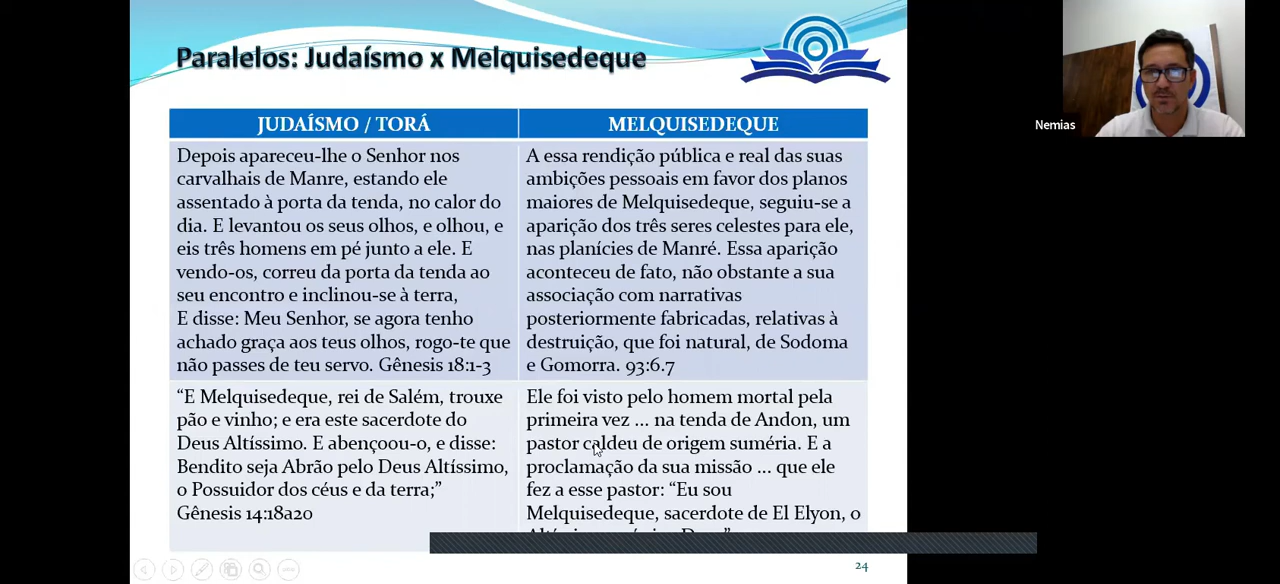 Paralelos: Judaísmo x Melquisedeque
JUDAÍSMO / TORÁ
Depois apareceu-lhe o Senhor nos
carvalhais de Manre, estando ele
assentado à porta da tenda, no calor do
dia. E levantou os seus olhos, e olhou, e
eis três homens em pé junto a ele. E
vendo-os, correu da porta da tenda ao
seu encontro e inclinou-se à terra,
E disse: Meu Senhor, se agora tenho
achado graça aos teus olhos, rogo-te que
não passes de teu servo. Gênesis 18:1-3
MELQUISEDEQUE
A essa rendição pública e real das suas
ambições pessoais em favor dos planos
maiores de Melquisedeque, seguiu-se a
aparição dos três seres celestes para ele,
nas planícies de Manré. Essa aparição
aconteceu de fato, não obstante a sua
associação com narrativas
posteriormente fabricadas, relativas à
destruição, que foi natural, de Sodoma
e Gomorra. 93:6.7
“E Melquisedeque, rei de Salém, trouxe
pão e vinho; e era este sacerdote do
Deus Altíssimo. E abençoou-o, e disse:
Bendito seja Abrão pelo Deus Altíssimo,
o Possuidor dos céus e da terra;”
Gênesis 14:18a20
Ele foi visto pelo homem mortal pela
primeira vez ... na tenda de Andon, um
pastor caldeu de origem suméria. E a
proclamação da sua missão ... que ele
fez a esse pastor: “Eu sou
Melquisedeque, sacerdote de El Elyon, o
24
Nemias